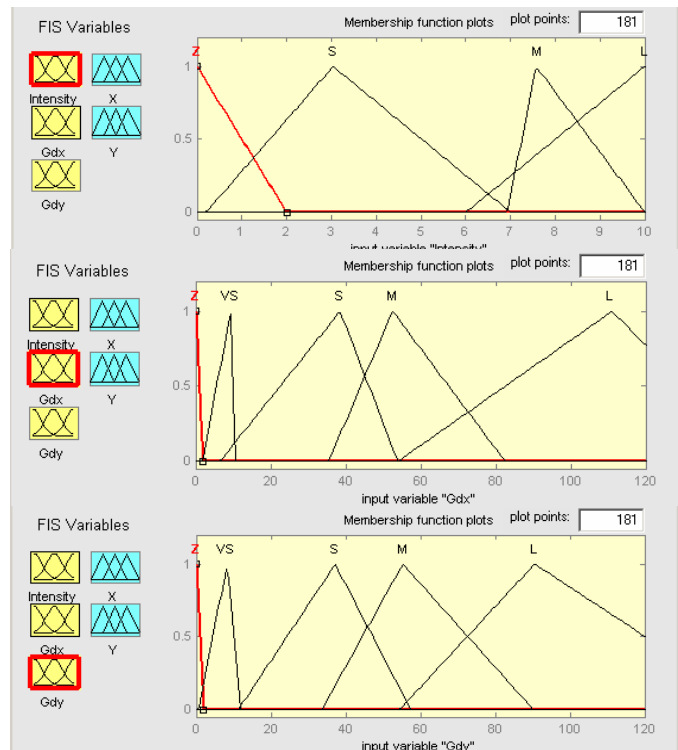 FIS Variables
Membership function plots plot points: 181
Z S M L
1
0.5
0
0 1 2 3 4 5 6 7 8 9 10
input variable "Intensity"
Intensity X
Gdx Y
Gdy
FIS Variables
Membership function plots plot points: 181
Z VS S M L
1
0.5
0
0 20 40 60 80 100 120
input variable "Gdx"
Intensity X
Gdx Y
Gdy
FIS Variables
Membership function plots plot points: 181
Z VS S M L
1
0.5
0
0 20 40 60 80 100 120
input variable "Gdy"
Intensity X
Gdx Y
Gdy